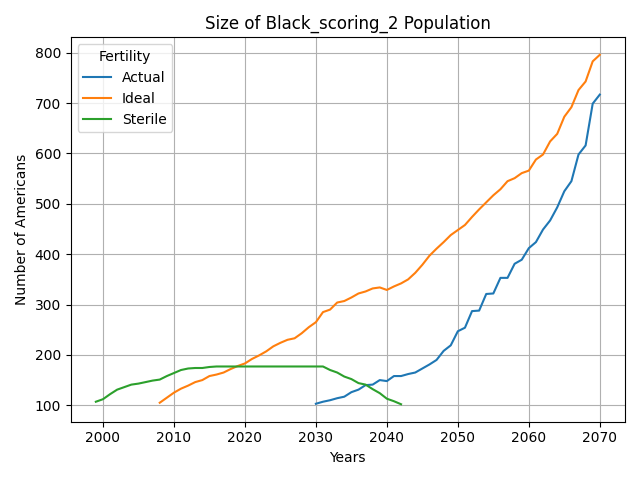 Size of Black_scoring_2 Population
Fertility
Actual
Ideal
Sterile
Number of Americans
800
700
600
500
400
300
200
100
2000 2010 2020 2030 2040 2050 2060 2070
Years